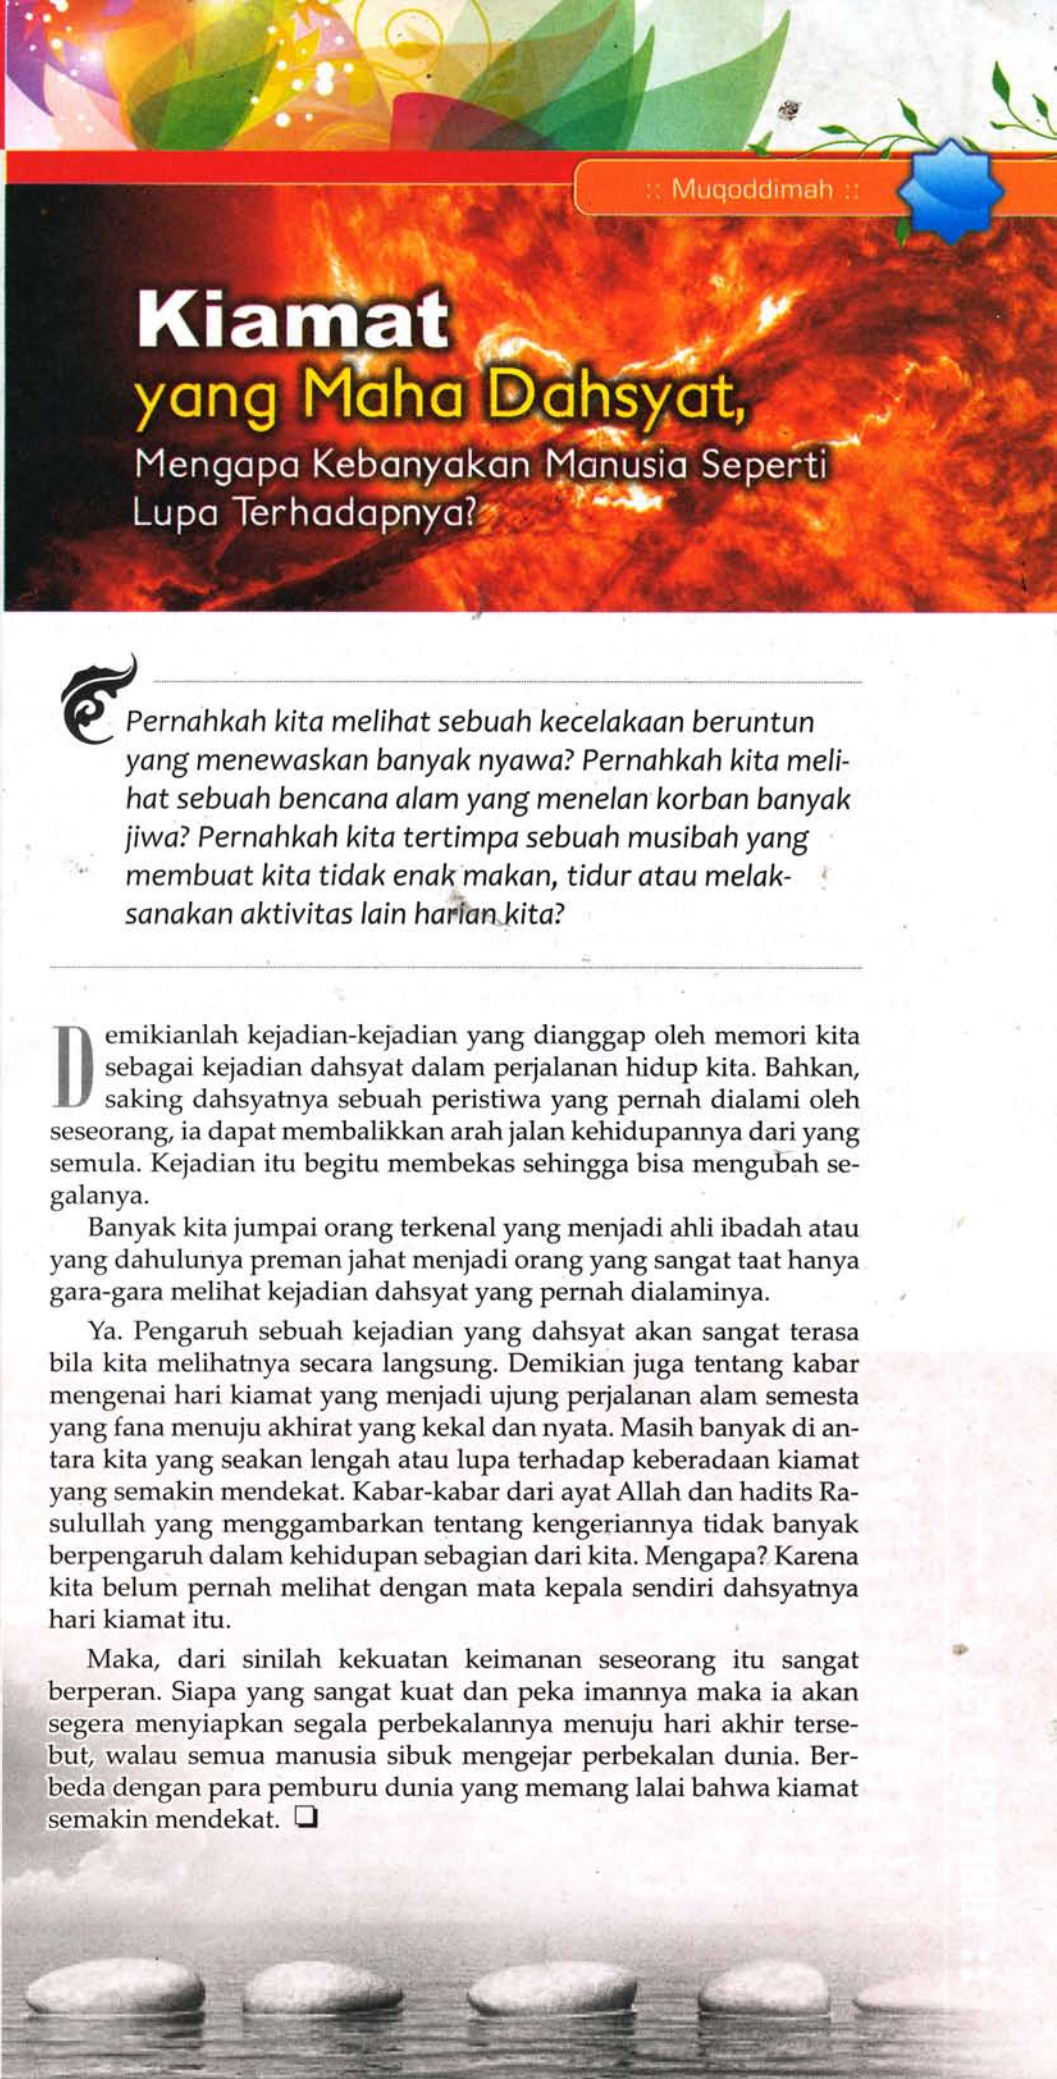 :: Muqoddimah ::
Kiamat
yang Maha Dahsyat,
Mengapa Kebanyakan Manusia Seperti
Lupa Terhadapnya?
Pernahkah kita melihat sebuah kecelakaan beruntun
yang menewaskan banyak nyawa? Pernahkah kita meli-
hat sebuah bencana alam yang menelan korban banyak
jiwa? Pernahkah kita tertimpa sebuah musibah yang
membuat kita tidak enak makan, tidur atau melak-
sanakan aktivitas lain harian kita?
Demikianlah kejadian-kejadian yang dianggap oleh memori kita
sebagai kejadian dahsyat dalam perjalanan hidup kita. Bahkan,
saking dahsyatnya sebuah peristiwa yang pernah dialami oleh
seseorang, ia dapat membalikkan arah jalan kehidupannya dari yang
semula. Kejadian itu begitu membekas sehingga bisa mengubah se-
galanya.
Banyak kita jumpai orang terkenal yang menjadi ahli ibadah atau
yang dahulunya preman jahat menjadi orang yang sangat taat hanya
gara-gara melihat kejadian dahsyat yang pernah dialaminya.
Ya. Pengaruh sebuah kejadian yang dahsyat akan sangat terasa
bila kita melihatnya secara langsung. Demikian juga tentang kabar
mengenai hari kiamat yang menjadi ujung perjalanan alam semesta
yang fana menuju akhirat yang kekal dan nyata. Masih banyak di an-
tara kita yang seakan lengah atau lupa terhadap keberadaan kiamat
yang semakin mendekat. Kabar-kabar dari ayat Allah dan hadits Ra-
sulullah yang menggambarkan tentang kengeriannya tidak banyak
berpengaruh dalam kehidupan sebagian dari kita. Mengapa? Karena
kita belum pernah melihat dengan mata kepala sendiri dahsyatnya
hari kiamat itu.
Maka, dari sinilah kekuatan keimanan seseorang itu sangat
berperan. Siapa yang sangat kuat dan peka imannya maka ia akan
segera menyiapkan segala perbekalannya menuju hari akhir terse-
but, walau semua manusia sibuk mengejar perbekalan dunia. Ber-
beda dengan para pemburu dunia yang memang lalai bahwa kiamat
semakin mendekat. ❏